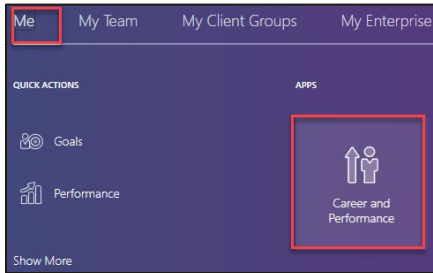 Me My Team My Client Groups My Enterprise
QUICK ACTIONS
APPS
Goals
Performance
Career and
Performance
Show More